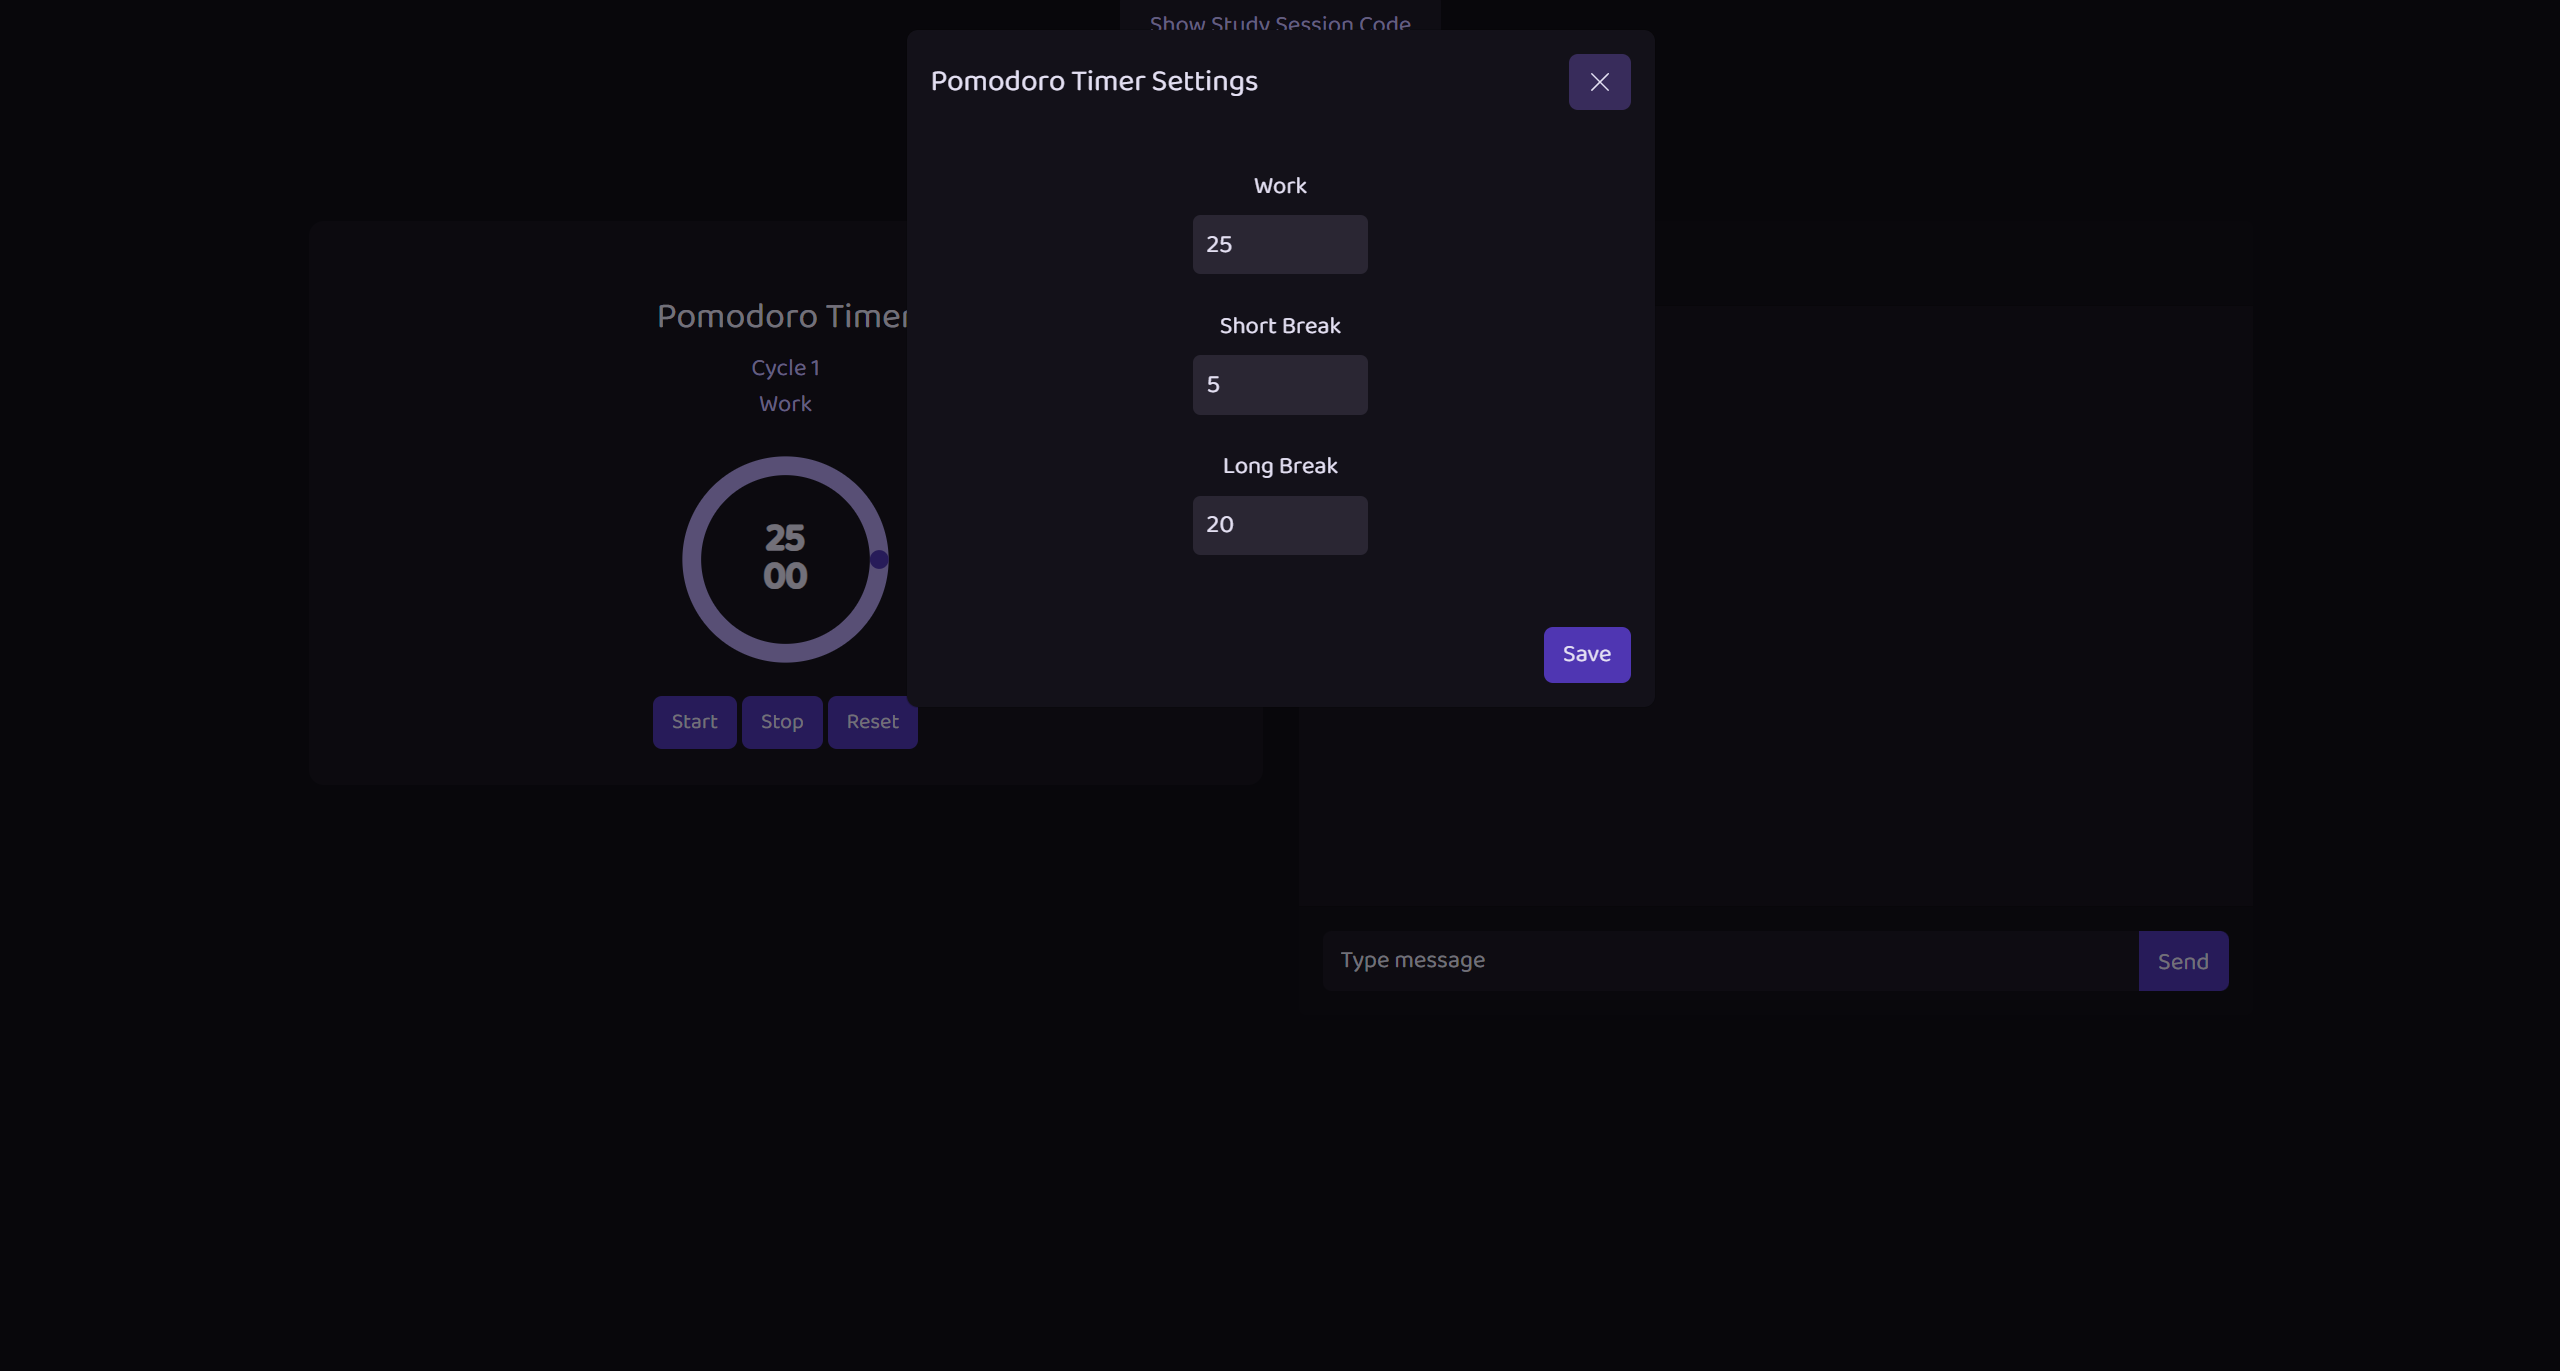 Show Study Session Code
Pomodoro Timer Settings
Work
25
Short Break
5
Long Break
20
Save
Pomodoro Timer
Cycle 1
Work
25
00
Start Stop Reset
Type message
Send